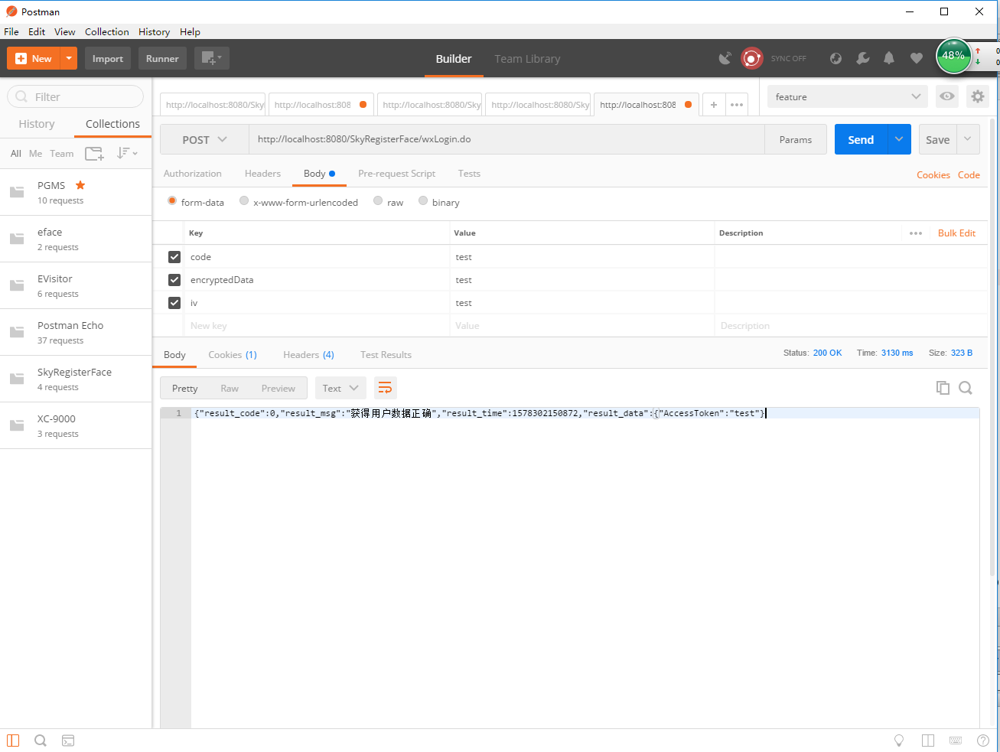 Postman
File Edit View Collection History Help
New Import Runner Builder Team Library SYNC OFF 48%
Filter
History Collections
All Me Team
PGMS
10 requests
eface
2 requests
EVisitor
6 requests
Postman Echo
37 requests
SkyRegisterFace
4 requests
XC-9000
3 requests
http://localhost:8080/Sky http://localhost:808 http://localhost:8080/Sky http://localhost:8080/Sky http://localhost:808 + ••• feature
POST http://localhost:8080/SkyRegisterFace/wxLogin.do Params Send Save
Authorization Headers Body Pre-request Script Tests Cookies Code
form-data x-www-form-urlencoded raw binary
Key Value Description ••• Bulk Edit
code test
encryptedData test
iv test
New key Value Description
Body Cookies (1) Headers (4) Test Results Status: 200 OK Time: 3130 ms Size: 323 B
Pretty Raw Preview Text
1 {"result_code":0,"result_msg":"获得用户数据正确","result_time":1578302150872,"result_data":{"AccessToken":"test"}